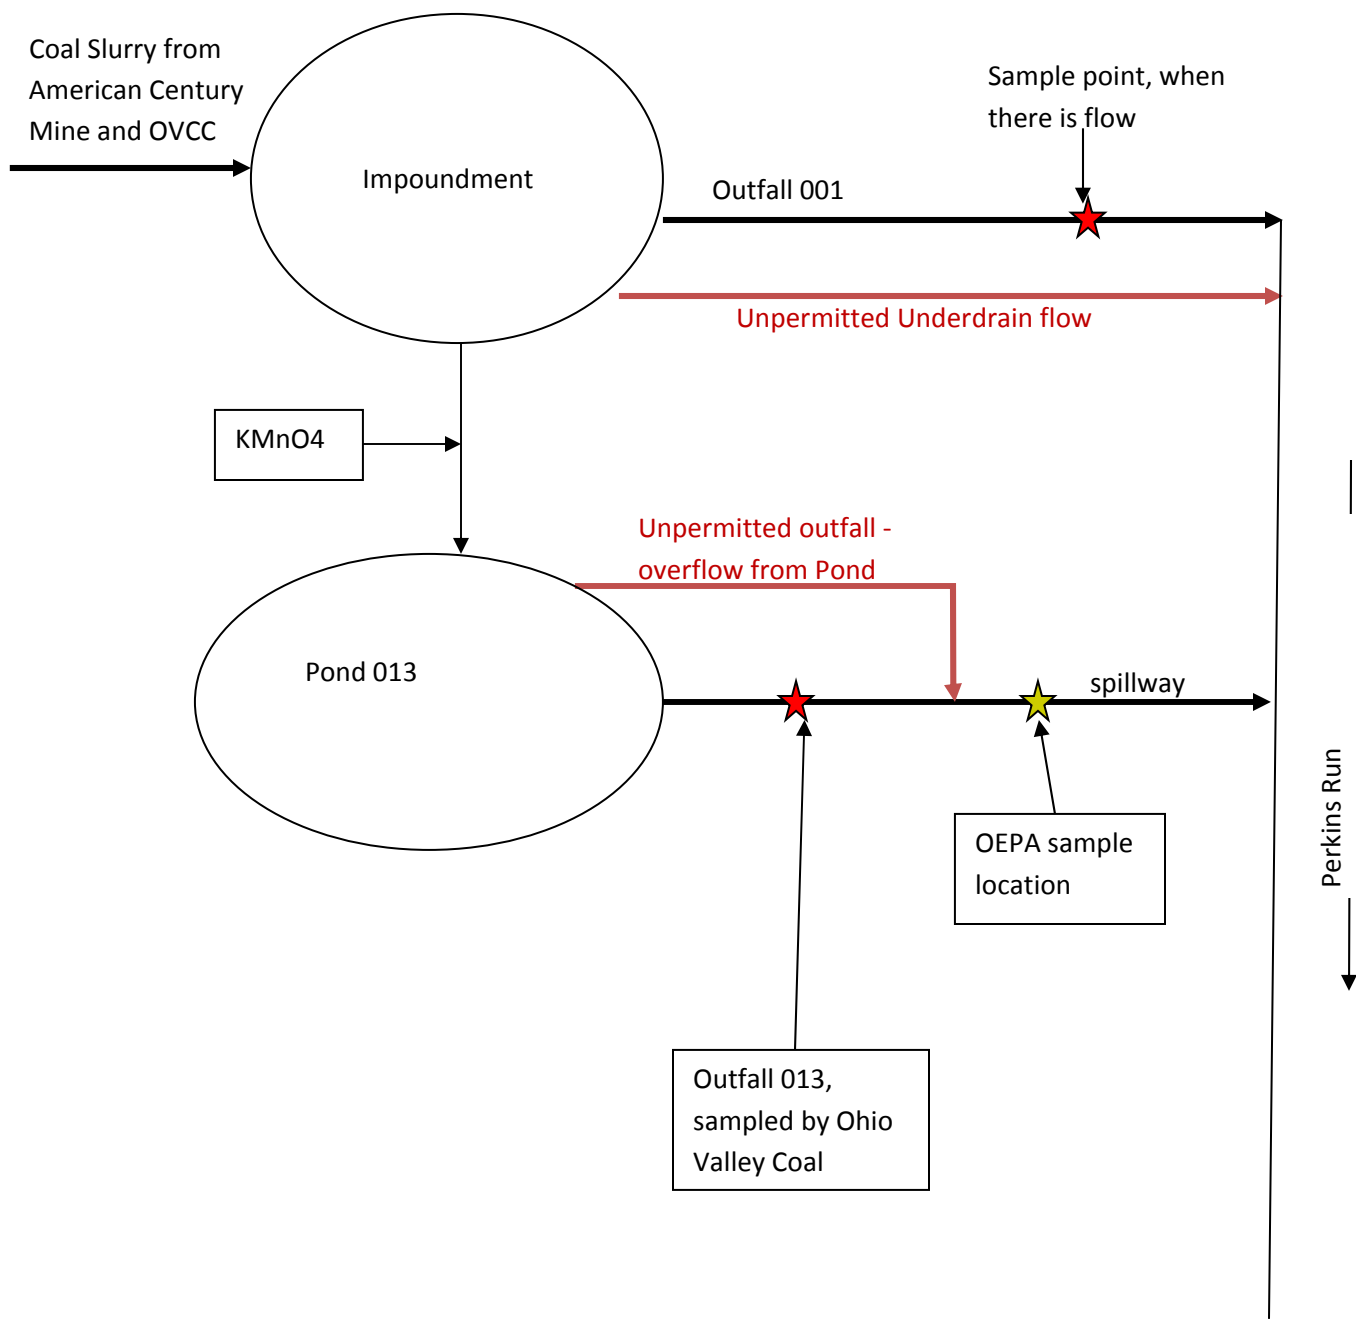 Coal Slurry from
American Century
Mine and OVCC
Sample point, when
there is flow
Impoundment
Outfall 001
Unpermitted Underdrain flow
KMnO4
Unpermitted outfall -
overflow from Pond
Pond 013
spillway
Perkins Run
OEPA sample
location
Outfall 013,
sampled by Ohio
Valley Coal